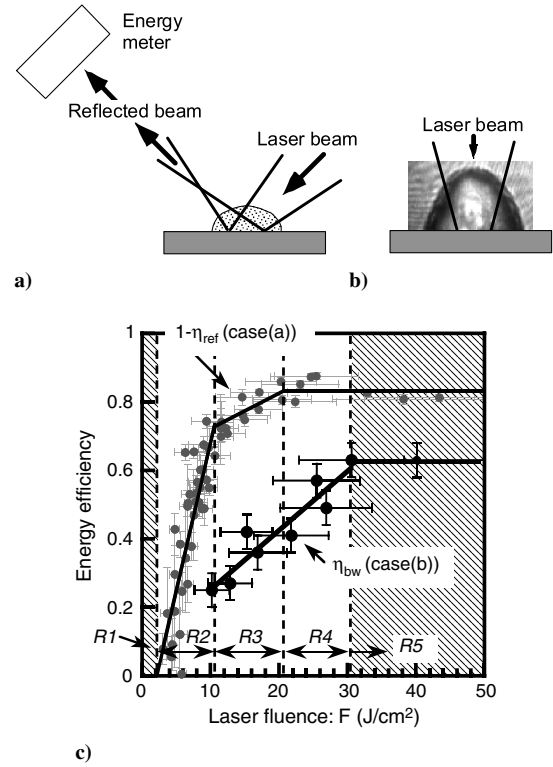 Energy
meter
Reflected beam
Laser beam
Laser beam
a)
b)
1-ηref (case(a))
ηbw (case(b))
Energy efficiency
1
0.8
0.6
0.4
0.2
0
R1
R2
R3
R4
R5
0 10 20 30 40 50
Laser fluence: F (J/cm²)
c)